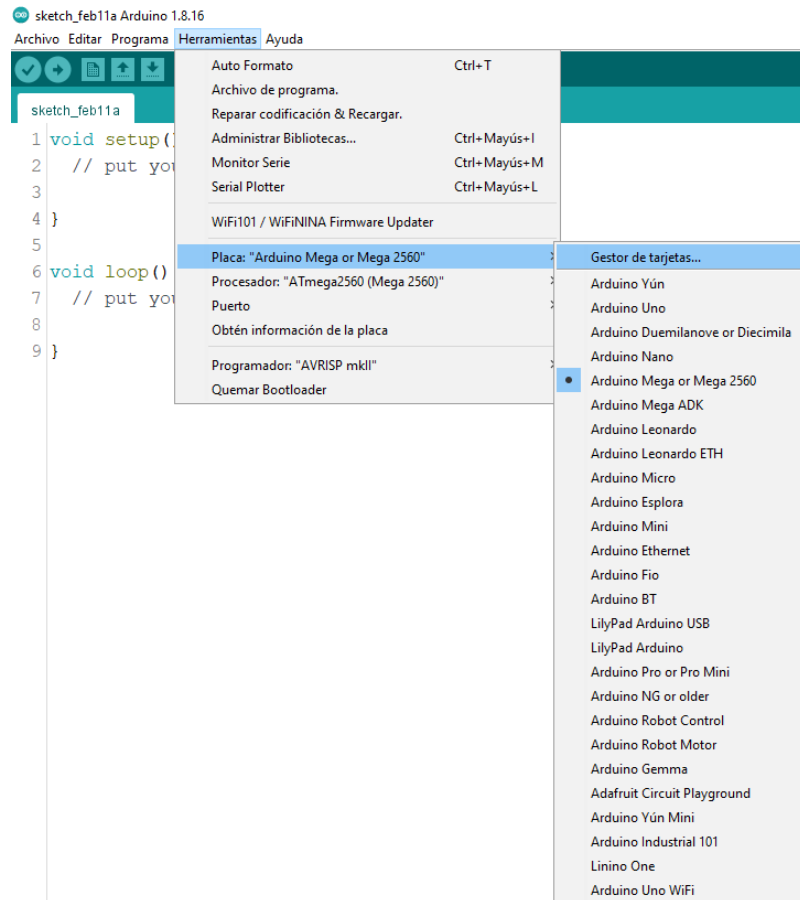 sketch_feb11a Arduino 1.8.16
Archivo Editar Programa Herramientas Ayuda
sketch_feb11a
1 void setup()
2 // put you
3
4 }
5
6 void loop()
7 // put you
8
9 }
Auto Formato Ctrl+T
Archivo de programa.
Reparar codificación & Recargar.
Administrar Bibliotecas... Ctrl+Mayús+I
Monitor Serie Ctrl+Mayús+M
Serial Plotter Ctrl+Mayús+L
WiFi101 / WiFiNINA Firmware Updater
Placa: "Arduino Mega or Mega 2560"
Procesador: "ATmega2560 (Mega 2560)"
Puerto
Obtén información de la placa
Programador: "AVRISP mkII"
Quemar Bootloader
Gestor de tarjetas...
Arduino Yún
Arduino Uno
Arduino Duemilanove or Diecimila
Arduino Nano
Arduino Mega or Mega 2560
Arduino Mega ADK
Arduino Leonardo
Arduino Leonardo ETH
Arduino Micro
Arduino Esplora
Arduino Mini
Arduino Ethernet
Arduino Fio
Arduino BT
LilyPad Arduino USB
LilyPad Arduino
Arduino Pro or Pro Mini
Arduino NG or older
Arduino Robot Control
Arduino Robot Motor
Arduino Gemma
Adafruit Circuit Playground
Arduino Yún Mini
Arduino Industrial 101
Linino One
Arduino Uno WiFi